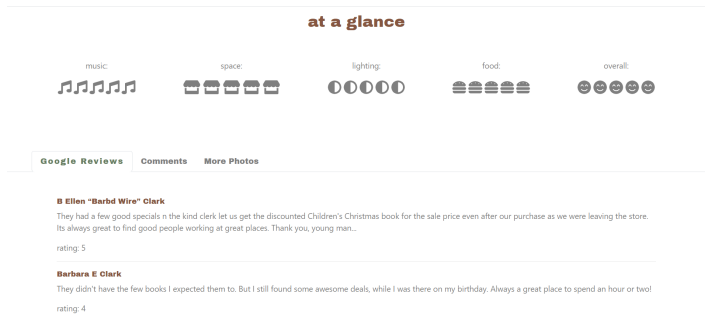 at a glance
music: space: lighting: food: overall:
Google Reviews Comments More Photos
B Ellen “Barbd Wire” Clark
They had a few good specials n the kind clerk let us get the discounted Children's Christmas book for the sale price even after our purchase as we were leaving the store.
Its always great to find good people working at great places. Thank you, young man...
rating: 5
Barbara E Clark
They didn't have the few books I expected them to. But I still found some awesome deals, while I was there on my birthday. Always a great place to spend an hour or two!
rating: 4